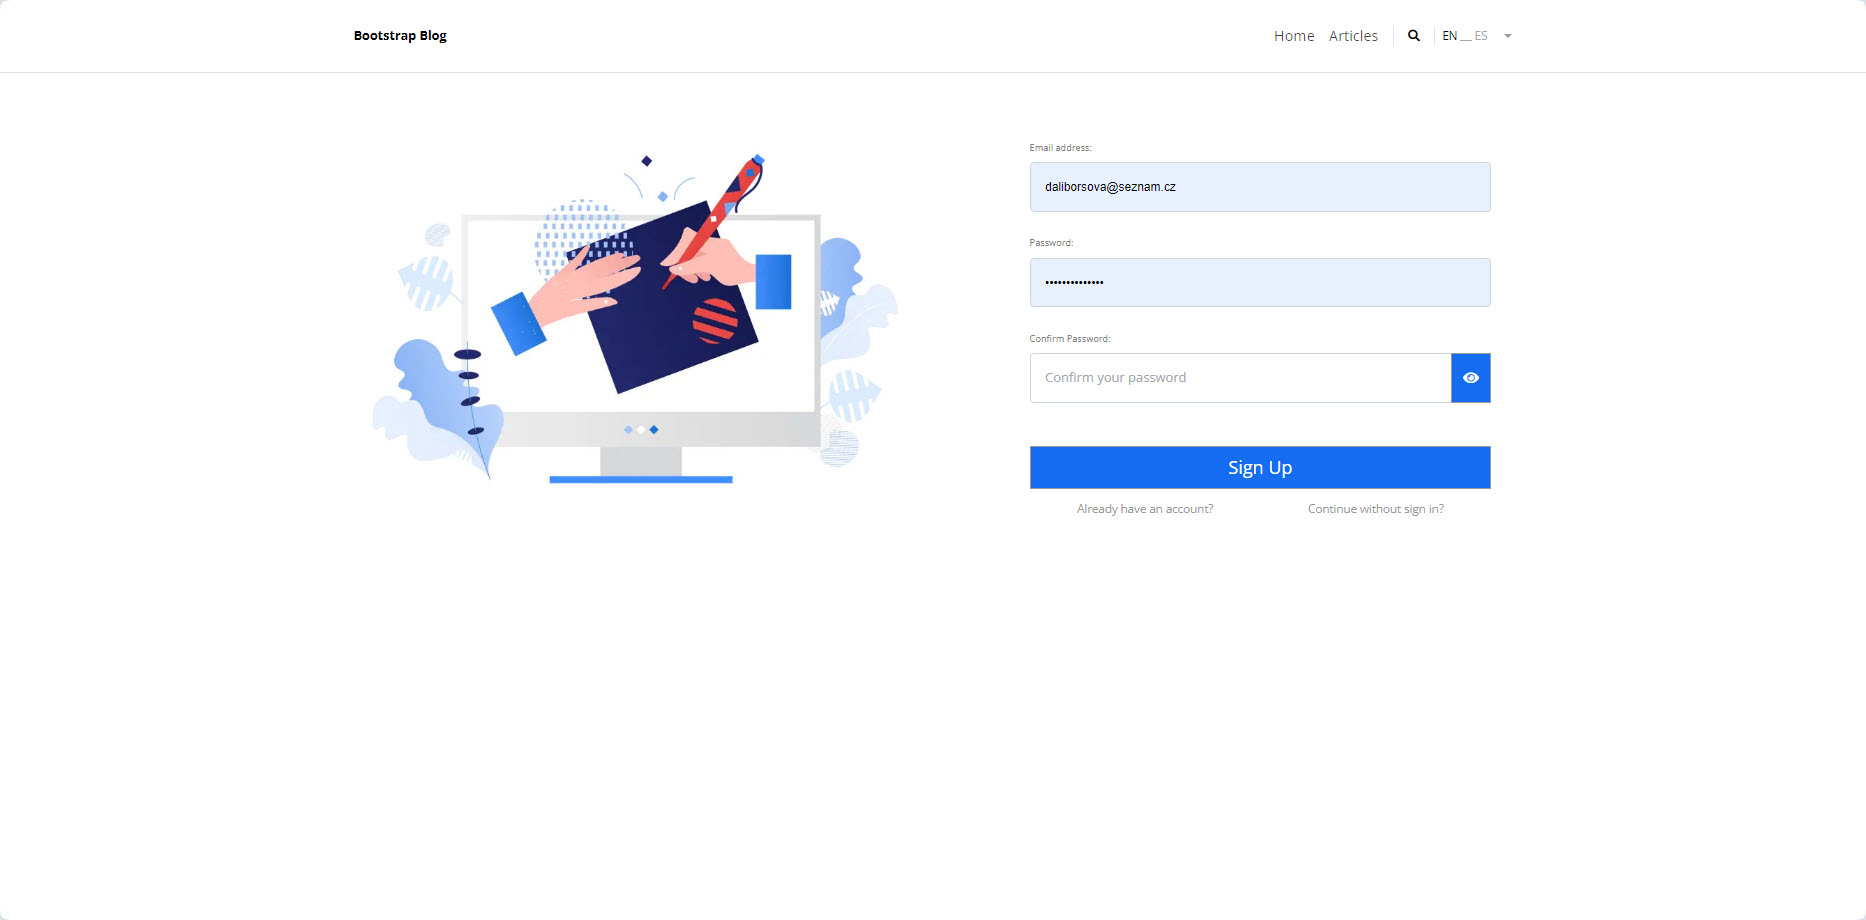 Bootstrap Blog
Home Articles EN __ ES
Email address:
daliborsova@seznam.cz
Password:
••••••••••••••
Confirm Password:
Confirm your password
Sign Up
Already have an account? Continue without sign in?